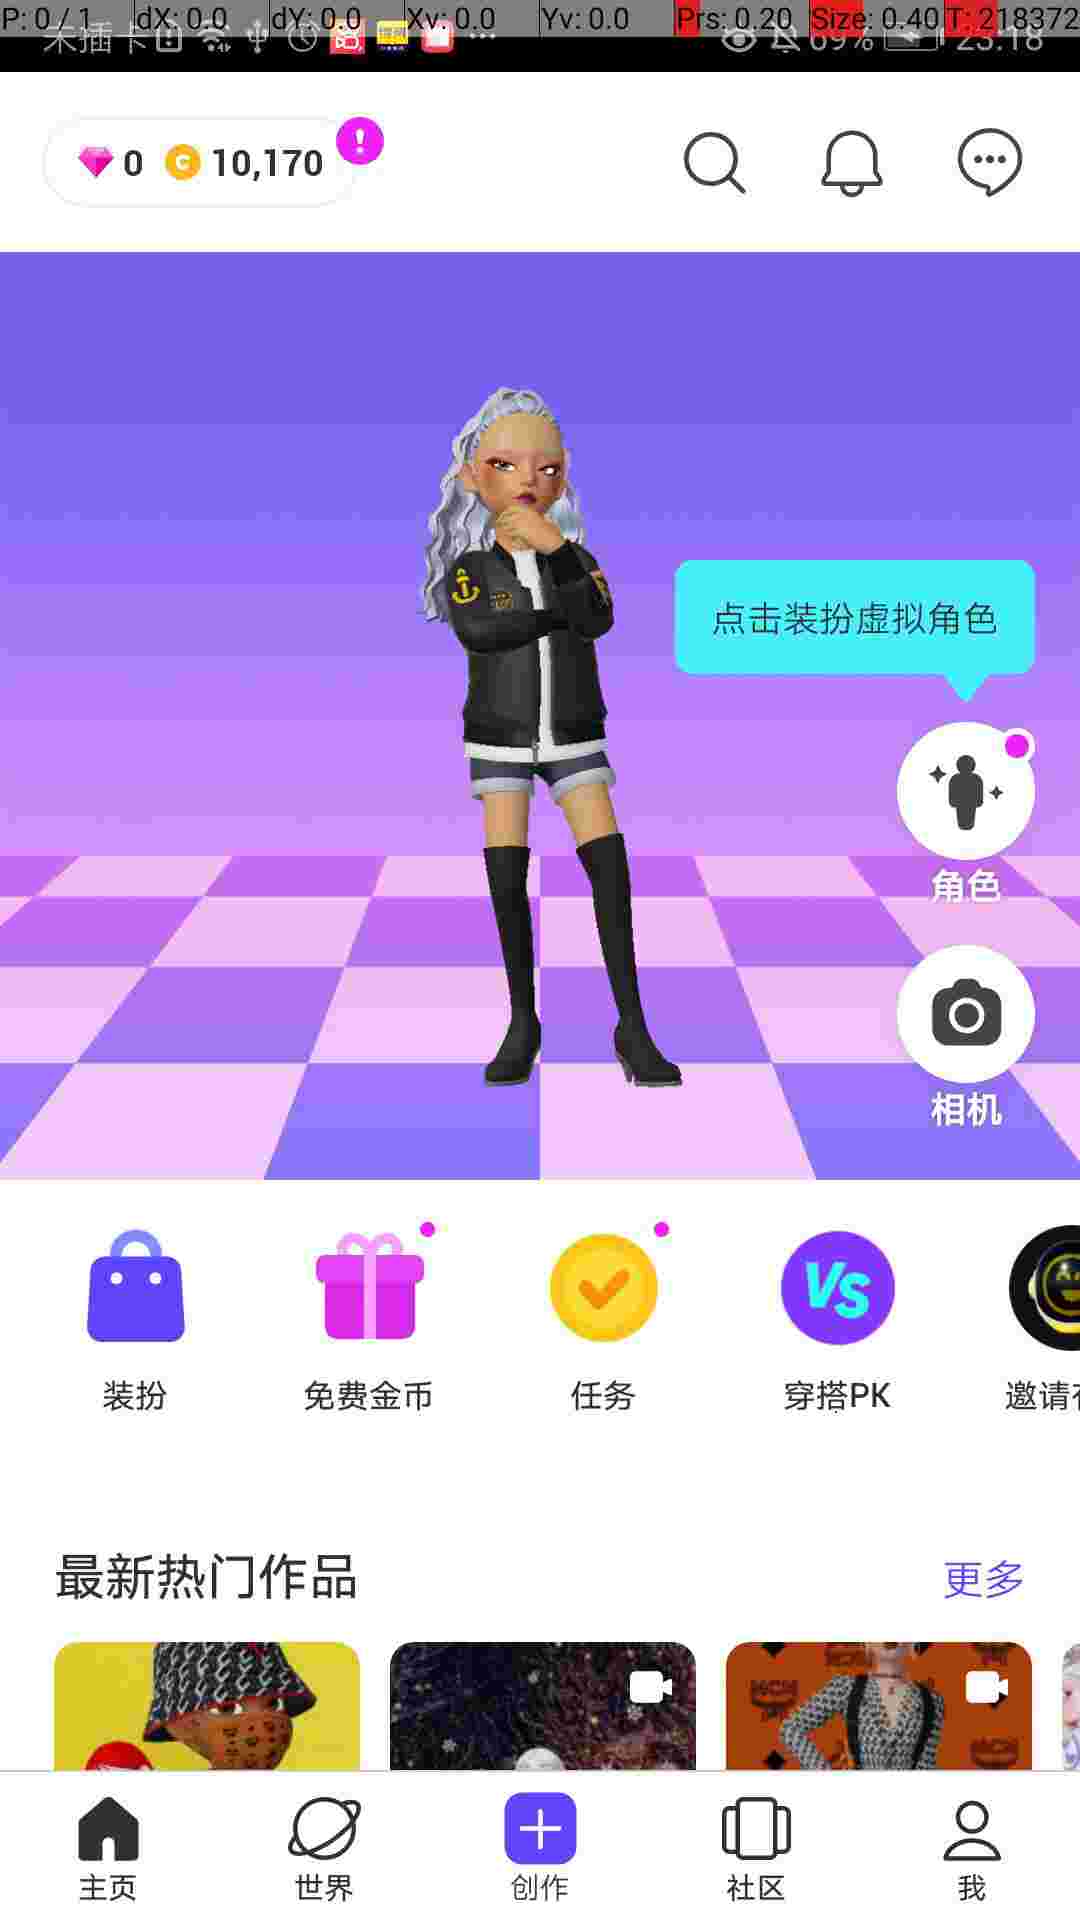 P: 0 / 1 dX: 0.0 dY: 0.0 Xv: 0.0 Yv: 0.0 Prs: 0.20 Size: 0.40 T: 218372
未插卡 69% 23:18
0 10,170
点击装扮虚拟角色
角色
相机
VS
装扮 免费金币 任务 穿搭PK 邀请
最新热门作品 更多
主页 世界 创作 社区 我